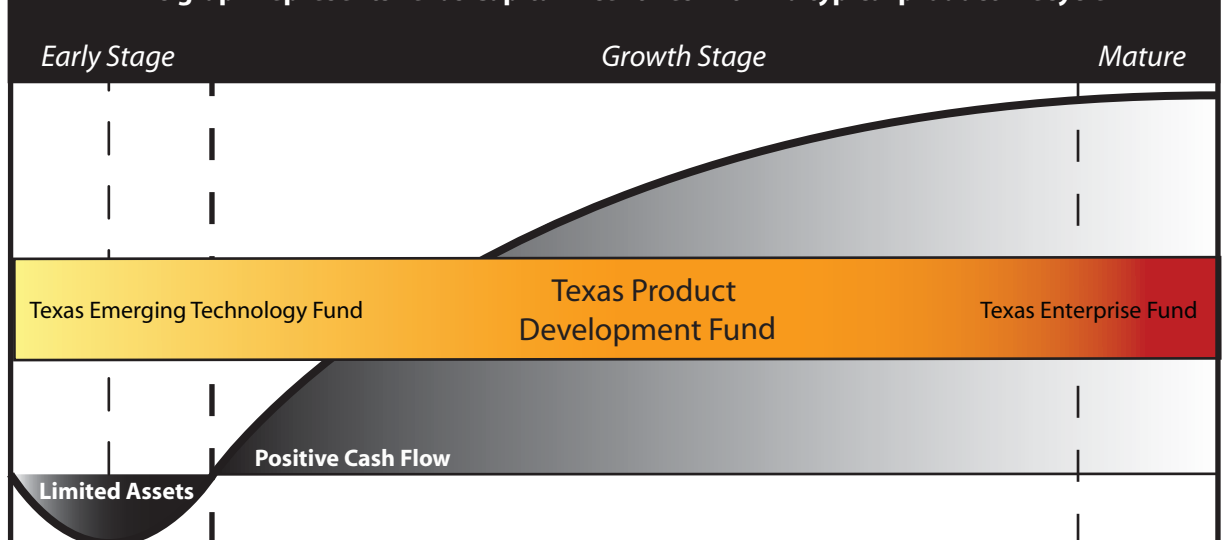 Early Stage Growth Stage Mature
Texas Emerging Technology Fund
Texas Product
Development Fund
Texas Enterprise Fund
Positive Cash Flow
Limited Assets